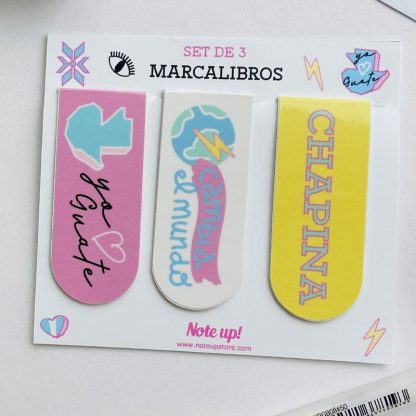 SET DE 3
MARCALIBROS
yo
Guate
yo
Guate
cambia
el mundo
CHAPINA
Note up!
www.noteupstore.com